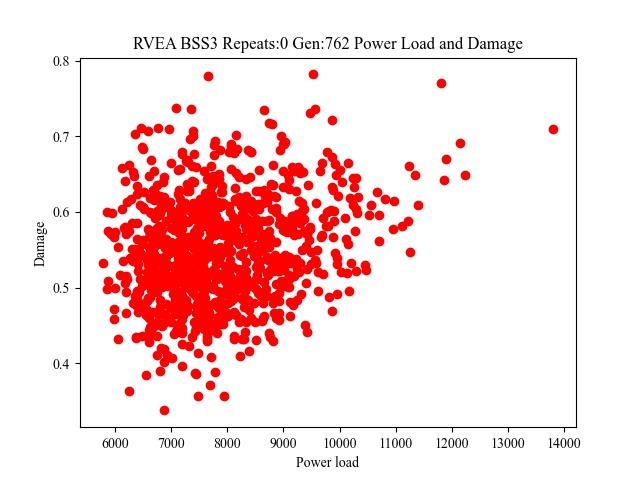 RVEA BSS3 Repeats:0 Gen:762 Power Load and Damage
0.8
0.7
0.6
0.5
0.4
Damage
6000 7000 8000 9000 10000 11000 12000 13000 14000
Power load